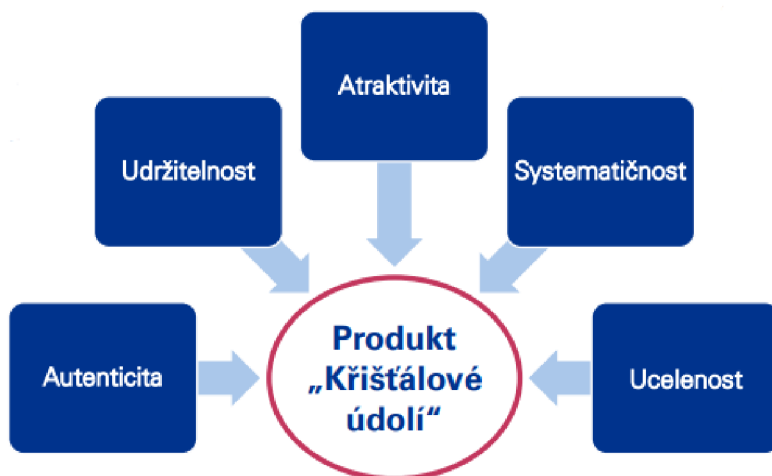 Atraktivita
Udržitelnost
Systematičnost
Autenticita
Produkt
„Křišťálové
údolí“
Ucelenost